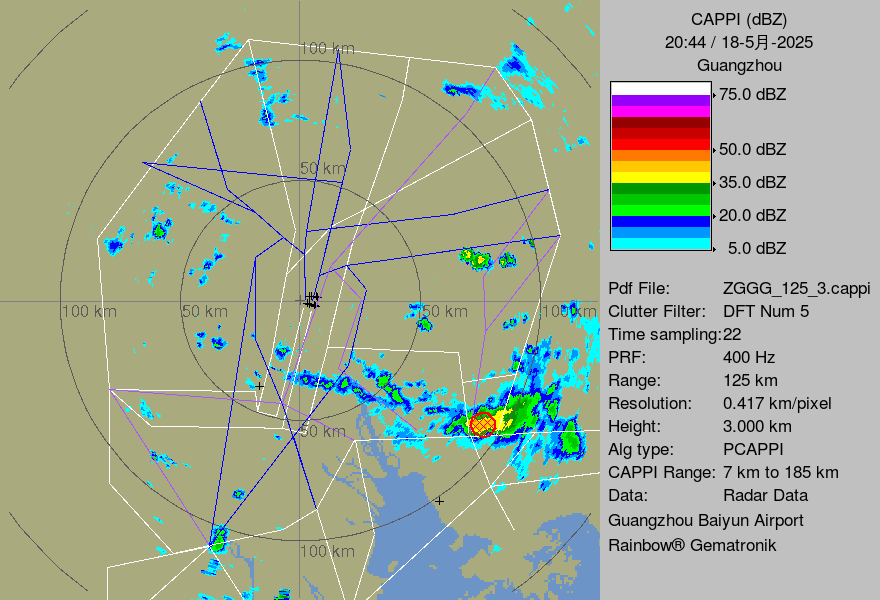 100 km
50 km
100 km
50 km
50 km
100 km
50 km
100 km
CAPPI (dBZ)
20:44 / 18-5月-2025
Guangzhou
75.0 dBZ
50.0 dBZ
35.0 dBZ
20.0 dBZ
5.0 dBZ
Pdf File: ZGGG_125_3.cappi
Clutter Filter: DFT Num 5
Time sampling:22
PRF: 400 Hz
Range: 125 km
Resolution: 0.417 km/pixel
Height: 3.000 km
Alg type: PCAPPI
CAPPI Range: 7 km to 185 km
Data: Radar Data
Guangzhou Baiyun Airport
Rainbow® Gematronik